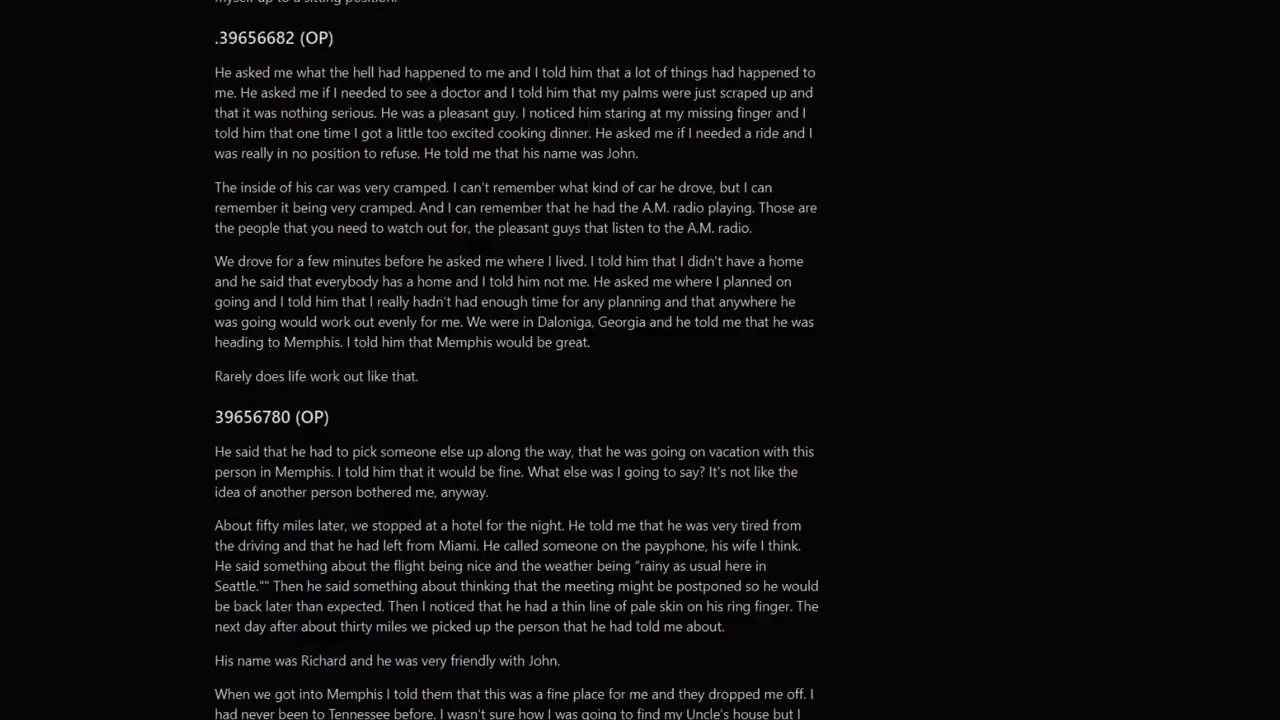 myself up to a sitting position.
.39656682 (OP)
He asked me what the hell had happened to me and I told him that a lot of things had happened to
me. He asked me if I needed to see a doctor and I told him that my palms were just scraped up and
that it was nothing serious. He was a pleasant guy. I noticed him staring at my missing finger and I
told him that one time I got a little too excited cooking dinner. He asked me if I needed a ride and I
was really in no position to refuse. He told me that his name was John.
The inside of his car was very cramped. I can't remember what kind of car he drove, but I can
remember it being very cramped. And I can remember that he had the A.M. radio playing. Those are
the people that you need to watch out for, the pleasant guys that listen to the A.M. radio.
We drove for a few minutes before he asked me where I lived. I told him that I didn't have a home
and he said that everybody has a home and I told him not me. He asked me where I planned on
going and I told him that I really hadn't had enough time for any planning and that anywhere he
was going would work out evenly for me. We were in Daloniga, Georgia and he told me that he was
heading to Memphis. I told him that Memphis would be great.
Rarely does life work out like that.
39656780 (OP)
He said that he had to pick someone else up along the way, that he was going on vacation with this
person in Memphis. I told him that it would be fine. What else was I going to say? It's not like the
idea of another person bothered me, anyway.
About fifty miles later, we stopped at a hotel for the night. He told me that he was very tired from
the driving and that he had left from Miami. He called someone on the payphone, his wife I think.
He said something about the flight being nice and the weather being “rainy as usual here in
Seattle."" Then he said something about thinking that the meeting might be postponed so he would
be back later than expected. Then I noticed that he had a thin line of pale skin on his ring finger. The
next day after about thirty miles we picked up the person that he had told me about.
His name was Richard and he was very friendly with John.
When we got into Memphis I told them that this was a fine place for me and they dropped me off. I
had never been to Tennessee before. I wasn't sure how I was going to find my Uncle's house but I